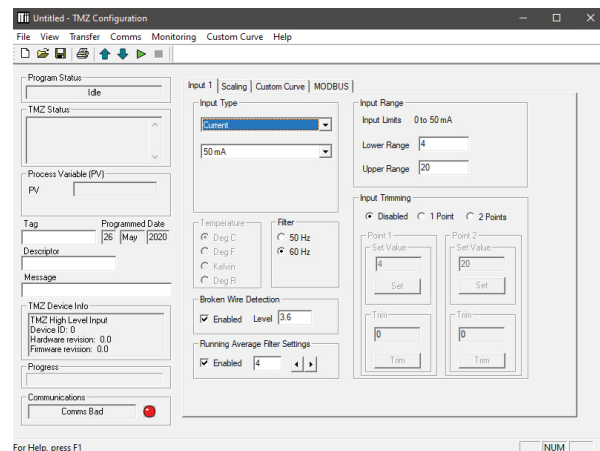 Untitled - TMZ Configuration
File View Transfer Comms Monitoring Custom Curve Help
Program Status
Idle
TMZ Status
Process Variable (PV)
PV
Tag Programmed Date
26 May 2020
Descriptor
Message
TMZ Device Info
TMZ High Level Input
Device ID: 0
Hardware revision: 0.0
Firmware revision: 0.0
Progress
Communications
Comms Bad
Input 1 Scaling Custom Curve MODBUS
Input Type
Current
50 mA
Temperature
Deg C
Deg F
Kelvin
Deg R
Filter
50 Hz
60 Hz
Broken Wire Detection
Enabled Level 3.6
Running Average Filter Settings
Enabled 4
Input Range
Input Limits 0 to 50 mA
Lower Range 4
Upper Range 20
Input Trimming
Disabled 1 Point 2 Points
Point 1
Set Value
4
Set
Trim
0
Trim
Point 2
Set Value
20
Set
Trim
0
Trim
For Help, press F1
NUM